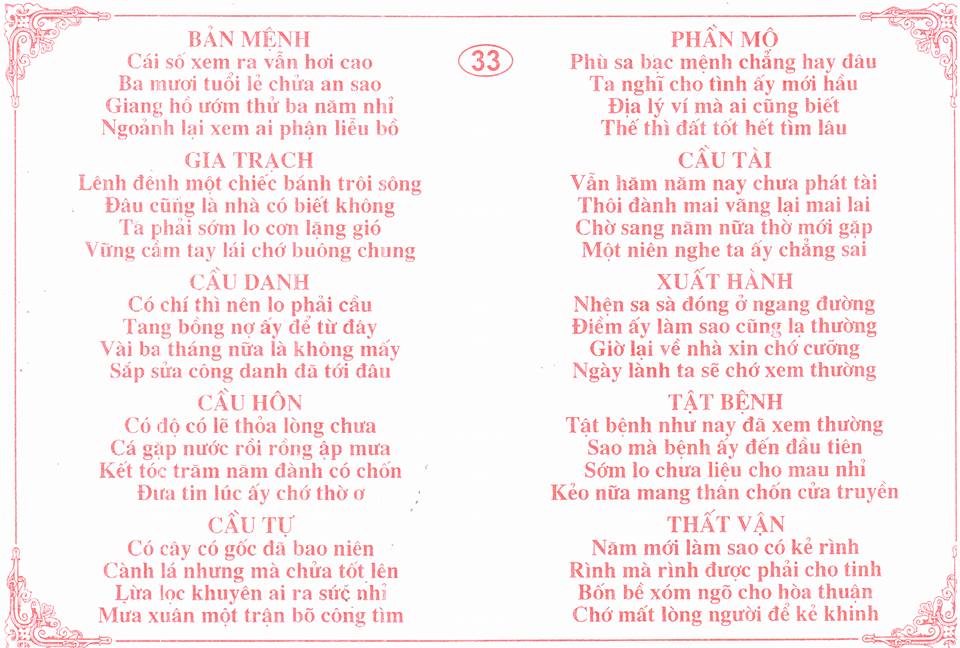 33
BẢN MỆNH
Cái số xem ra vẫn hơi cao
Ba mươi tuổi lẻ chửa an sao
Giang hồ ướm thử ba năm nhỉ
Ngoảnh lại xem ai phận liễu bồ
GIA TRẠCH
Lênh đênh một chiếc bánh trôi sông
Đâu cũng là nhà có biết không
Ta phải sớm lo cơn lặng gió
Vững cầm tay lái chớ buông chung
CẦU DANH
Có chí thì nên lo phải cầu
Tang bồng nợ ấy để từ đây
Vài ba tháng nữa là không mấy
Sắp sửa công danh đã tới đâu
CẦU HÔN
Có độ có lẽ thỏa lòng chưa
Cá gặp nước rồi rồng ập mưa
Kết tóc trăm năm đành có chốn
Đưa tin lúc ấy chớ thờ ơ
CẦU TỰ
Có cây có gốc đã bao niên
Cành lá nhưng mà chửa tốt lên
Lừa lọc khuyên ai ra sức nhỉ
Mưa xuân một trận bõ công tìm
PHẦN MỘ
Phù sa bạc mệnh chẳng hay đâu
Ta nghĩ cho tình ấy mới hầu
Địa lý ví mà ai cũng biết
Thế thì đất tốt hết tìm lâu
CẦU TÀI
Vẫn hăm năm nay chưa phát tài
Thôi đành mai vãng lại mai lai
Chờ sang năm nữa thờ mới gặp
Một niên nghe ta ấy chẳng sai
XUẤT HÀNH
Nhện sa sà đóng ở ngang đường
Điềm ấy làm sao cũng lạ thường
Giờ lại về nhà xin chớ cưỡng
Ngày lành ta sẽ chớ xem thường
TẬT BỆNH
Tật bệnh như nay đã xem thường
Sao mà bệnh ấy đến đầu tiên
Sớm lo chưa liệu cho mau nhỉ
Kẻo nữa mang thân chốn cửa truyền
THẤT VẬN
Năm mới làm sao có kẻ rình
Rình mà rình được phải cho tinh
Bốn bề xóm ngõ cho hòa thuận
Chớ mất lòng người để kẻ khinh